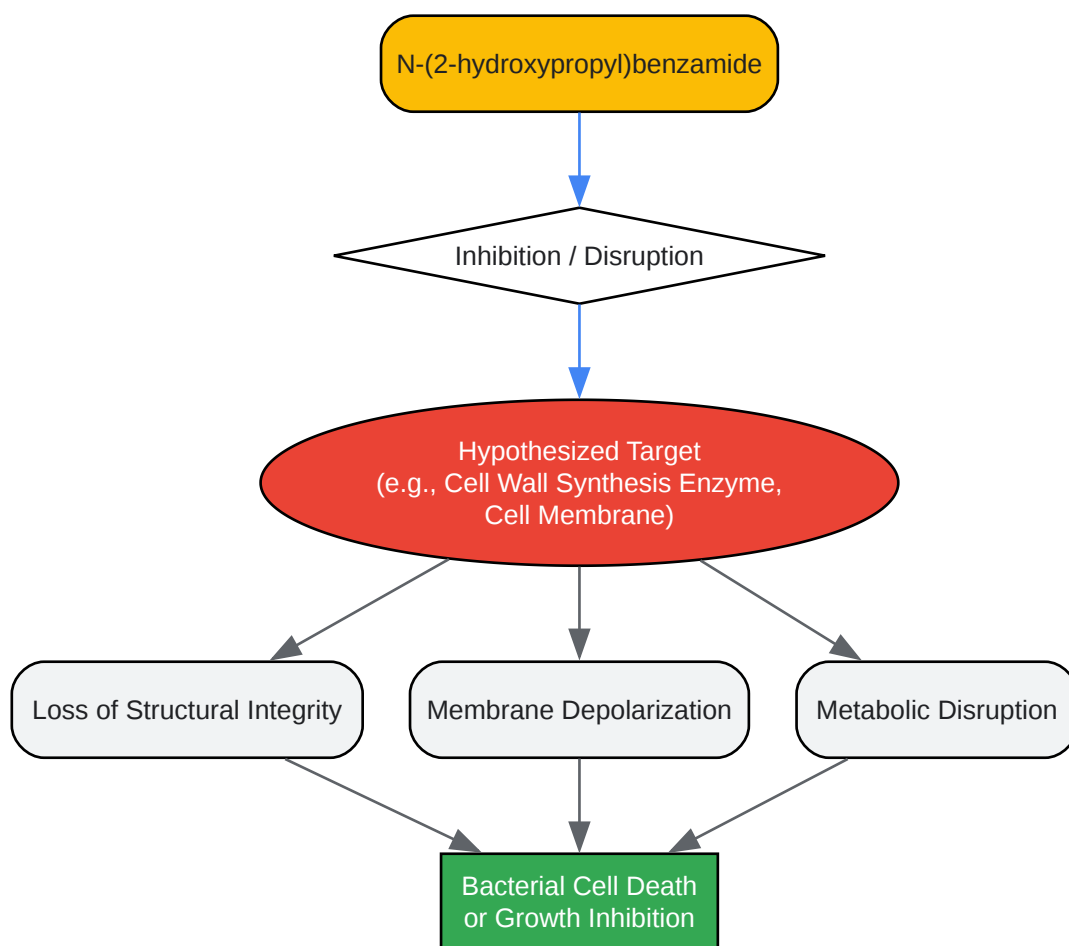 N-(2-hydroxypropyl)benzamide
Inhibition / Disruption
Hypothesized Target
(e.g., Cell Wall Synthesis Enzyme,
Cell Membrane)
Loss of Structural Integrity
Membrane Depolarization
Metabolic Disruption
Bacterial Cell Death
or Growth Inhibition